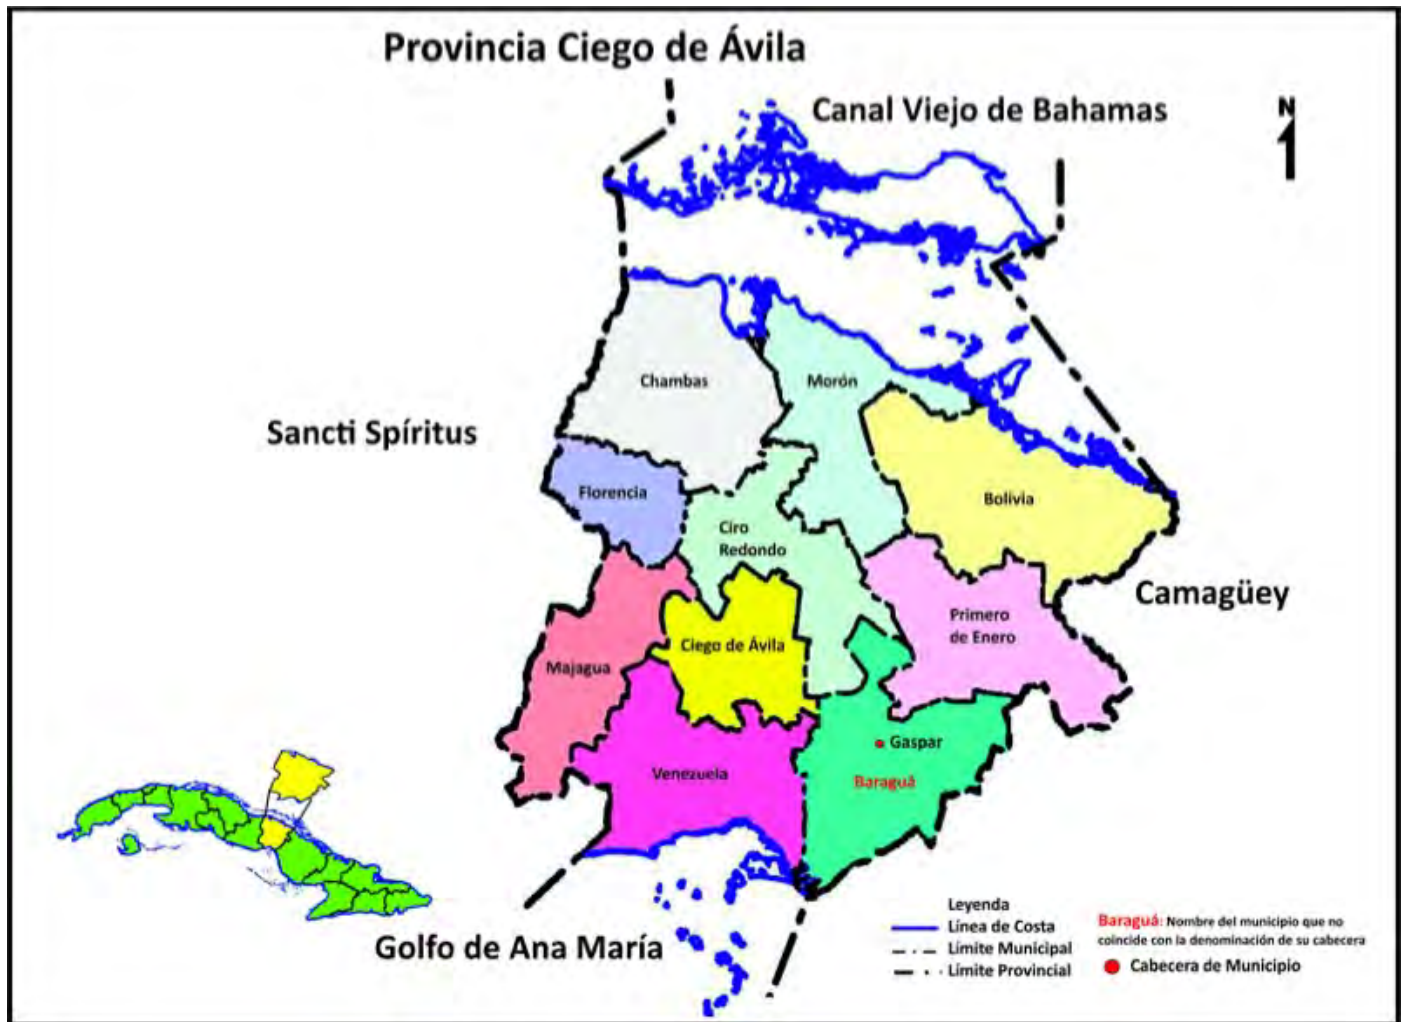 Provincia Ciego de Ávila
Canal Viejo de Bahamas
N
Chambas
Morón
Sancti Spíritus
Florencia
Bolivia
Ciro
Redondo
Camagüey
Primero
de Enero
Ciego de Ávila
Majagua
Gaspar
Venezuela
Baraguá
Golfo de Ana María
Leyenda
Línea de Costa
Límite Municipal
Límite Provincial
Baraguá: Nombre del municipio que no
coincide con la denominación de su cabecera
Cabecera de Municipio